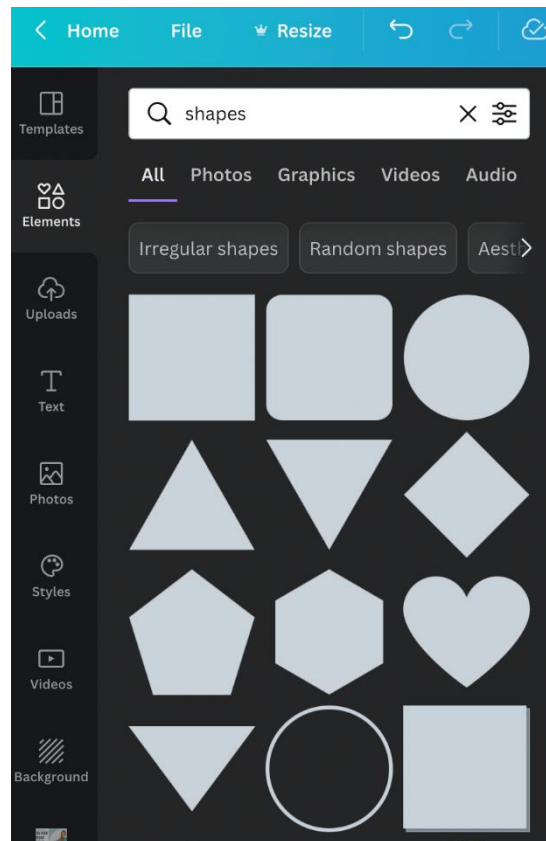 Home File Resize
Templates
Elements
Uploads
Text
Photos
Styles
Videos
Background
shapes
All Photos Graphics Videos Audio
Irregular shapes Random shapes Aesth